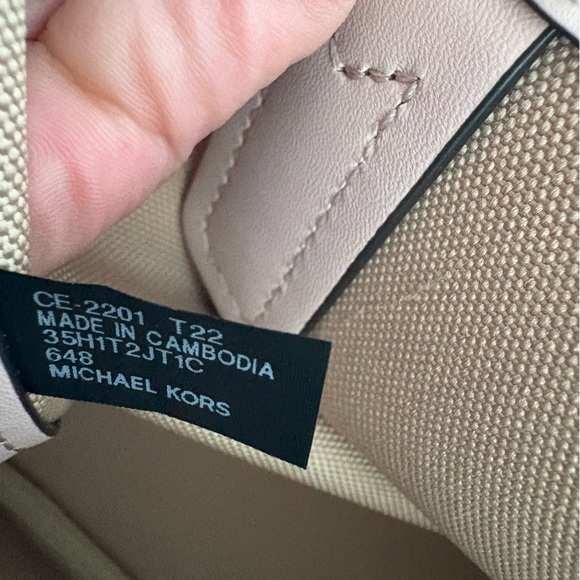 CE-2201 T22
MADE IN CAMBODIA
35H1T2JT1C
648
MICHAEL KORS